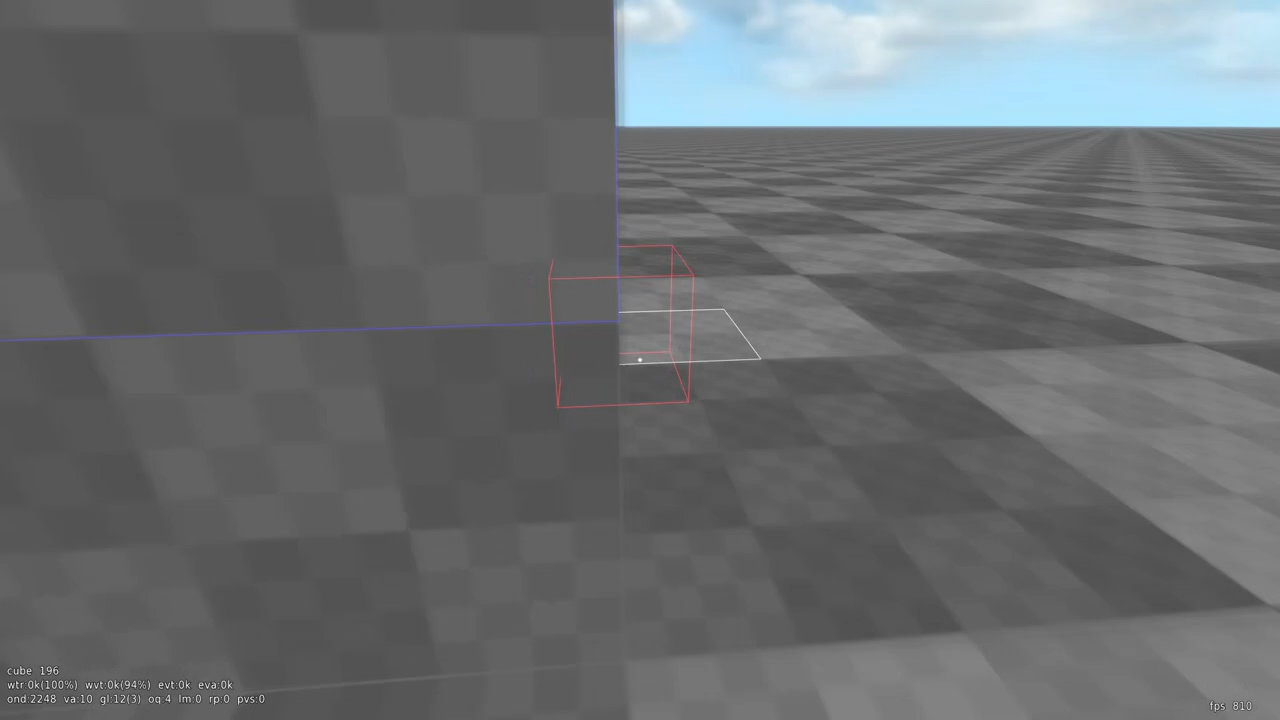 cube 196
wtr:0k(100%) wvt:0k(94%) evt:0k eva:0k
ond:2248 va:10 gl:12(3) oq:4 lm:0 rp:0 pvs:0
fps 810